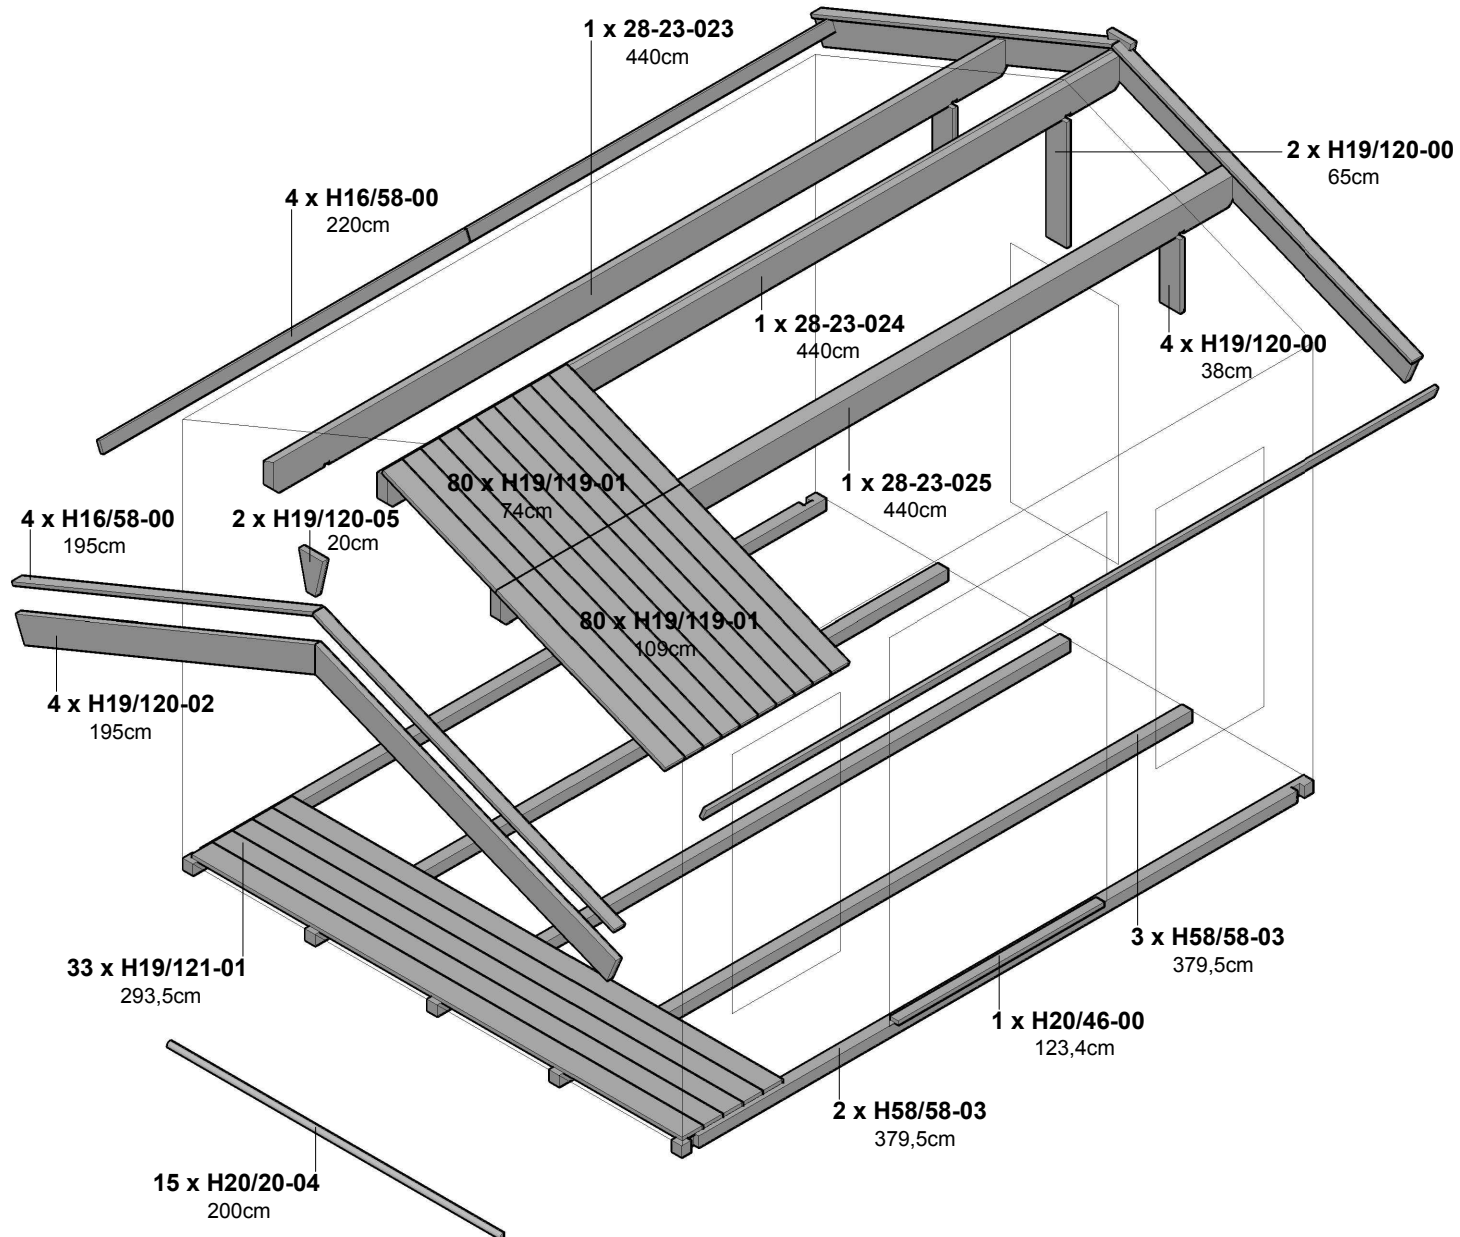 1 x 28-23-023
440cm
2 x H19/120-00
65cm
4 x H16/58-00
220cm
1 x 28-23-024
440cm
4 x H19/120-00
38cm
80 x H19/119-01
74cm
1 x 28-23-025
440cm
4 x H16/58-00
195cm
2 x H19/120-05
20cm
80 x H19/119-01
109cm
4 x H19/120-02
195cm
3 x H58/58-03
379,5cm
33 x H19/121-01
293,5cm
1 x H20/46-00
123,4cm
2 x H58/58-03
379,5cm
15 x H20/20-04
200cm